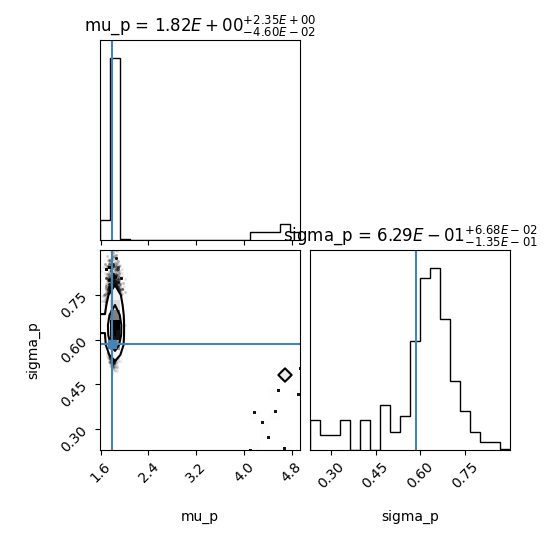 mu_p = 1.82E + 00+2.35E + 00
−4.60E − 02
sigma_p = 6.29E − 01+6.68E − 02
−1.35E − 01
sigma_p
0.75
0.60
0.45
0.30
1.6 2.4 3.2 4.0 4.8
0.30 0.45 0.60 0.75
mu_p
sigma_p